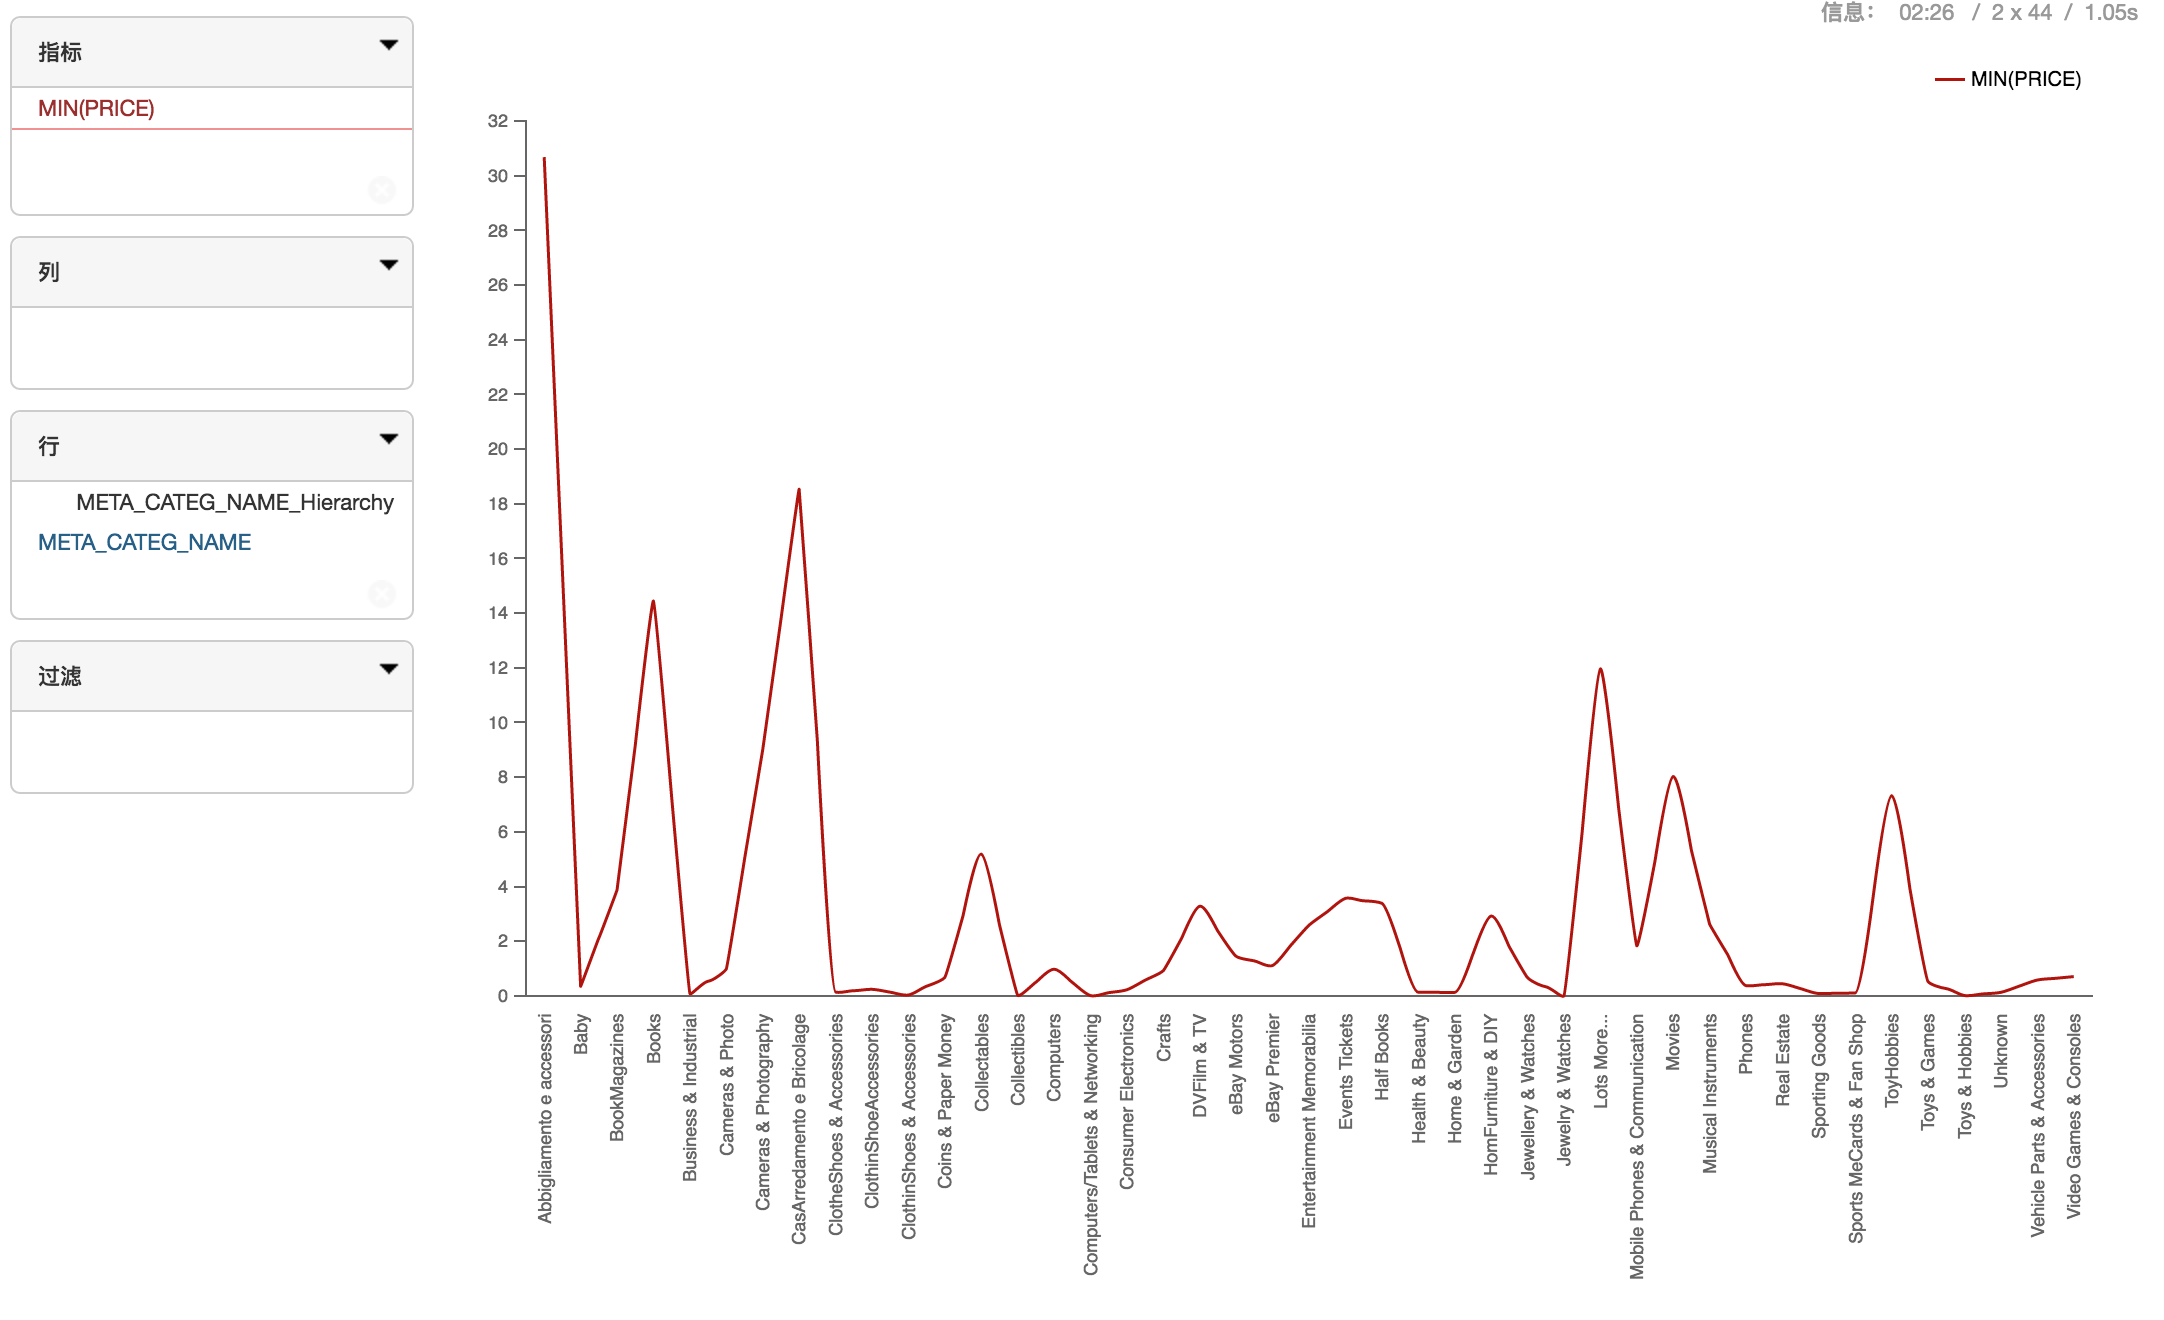 指标
MIN(PRICE)
列
行
META_CATEG_NAME_Hierarchy
META_CATEG_NAME
过滤
信息: 02:26 / 2 x 44 / 1.05s
MIN(PRICE)
32
30
28
26
24
22
20
18
16
14
12
10
8
6
4
2
0
Abbigliamento e accessori
Baby
BookMagazines
Books
Business & Industrial
Cameras & Photo
Cameras & Photography
CasArredamento e Bricolage
ClotheShoes & Accessories
ClothinShoeAccessories
ClothinShoes & Accessories
Coins & Paper Money
Collectables
Collectibles
Computers
Computers/Tablets & Networking
Consumer Electronics
Crafts
DVFilm & TV
eBay Motors
eBay Premier
Entertainment Memorabilia
Events Tickets
Half Books
Health & Beauty
Home & Garden
HomFurniture & DIY
Jewellery & Watches
Jewelry & Watches
Lots More...
Mobile Phones & Communication
Movies
Musical Instruments
Phones
Real Estate
Sporting Goods
Sports MeCards & Fan Shop
ToyHobbies
Toys & Games
Toys & Hobbies
Unknown
Vehicle Parts & Accessories
Video Games & Consoles